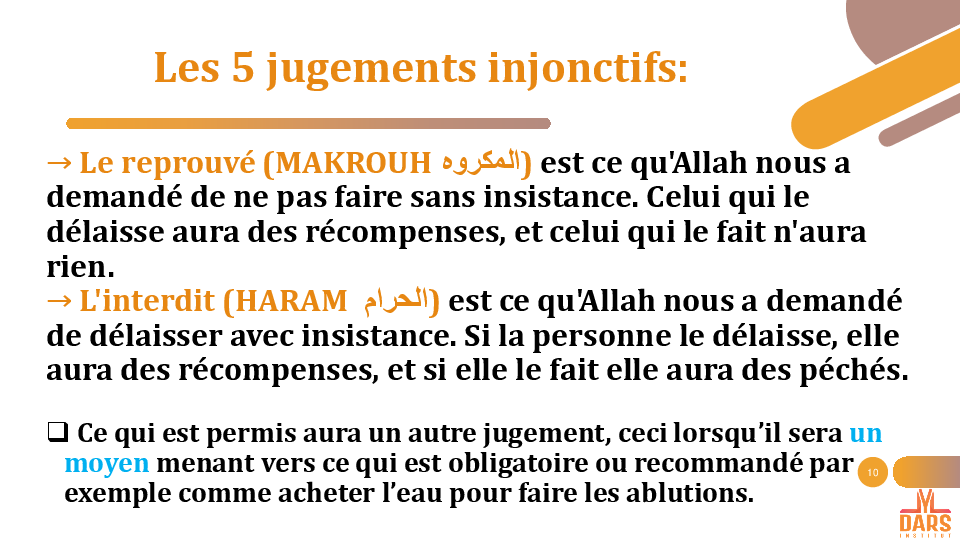 Les 5 jugements injonctifs:
→ Le reprouvé (MAKROUH المكروه) est ce qu'Allah nous a
demandé de ne pas faire sans insistance. Celui qui le
délaisse aura des récompenses, et celui qui le fait n'aura
rien.
→ L'interdit (HARAM الحرام) est ce qu'Allah nous a demandé
de délaisser avec insistance. Si la personne le délaisse, elle
aura des récompenses, et si elle le fait elle aura des péchés.
❑ Ce qui est permis aura un autre jugement, ceci lorsqu’il sera un
moyen menant vers ce qui est obligatoire ou recommandé par
exemple comme acheter l’eau pour faire les ablutions.
10
DARS
INSTITUT